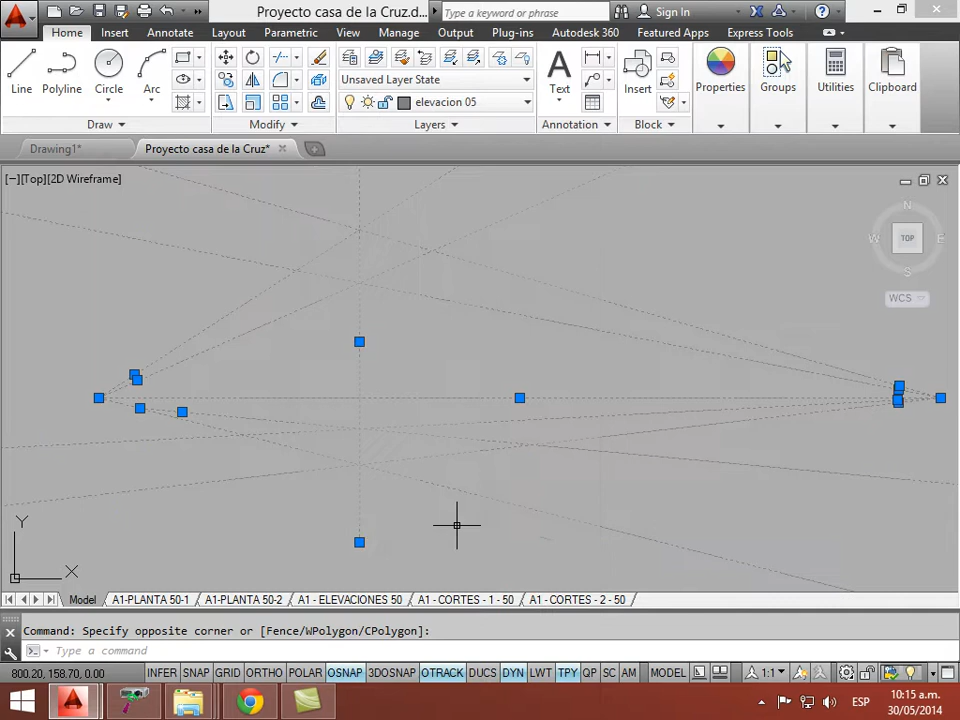 Proyecto casa de la Cruz.d...
Type a keyword or phrase
Sign In
Home Insert Annotate Layout Parametric View Manage Output Plug-ins Autodesk 360 Featured Apps Express Tools
Unsaved Layer State
elevacion 05
Line Polyline Circle Arc Text Insert Properties Groups Utilities Clipboard
Draw Modify Layers Annotation Block
Drawing1* Proyecto casa de la Cruz*
[−][Top][2D Wireframe]
N
W TOP E
S
WCS
Y
X
Model A1-PLANTA 50-1 A1-PLANTA 50-2 A1 - ELEVACIONES 50 A1 - CORTES - 1 - 50 A1 - CORTES - 2 - 50
Command: Specify opposite corner or [Fence/WPolygon/CPolygon]:
Type a command
800.20, 158.70, 0.00 INFER SNAP GRID ORTHO POLAR OSNAP 3DOSNAP OTRACK DUCS DYN LWT TPY QP SC AM MODEL 1:1
ESP
10:15 a.m.
30/05/2014